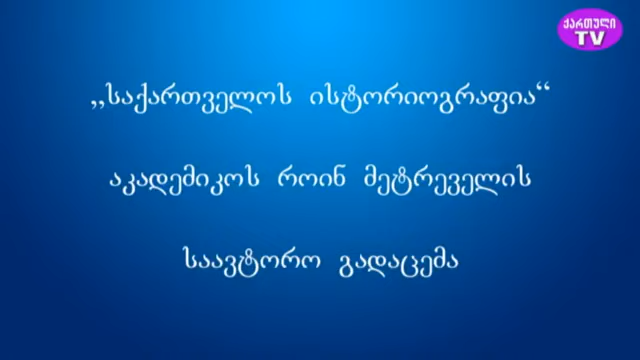 ქართული
TV
„საქართველოს ისტორიოგრაფია“
აკადემიკოს როინ მეტრეველის
საავტორო გადაცემა